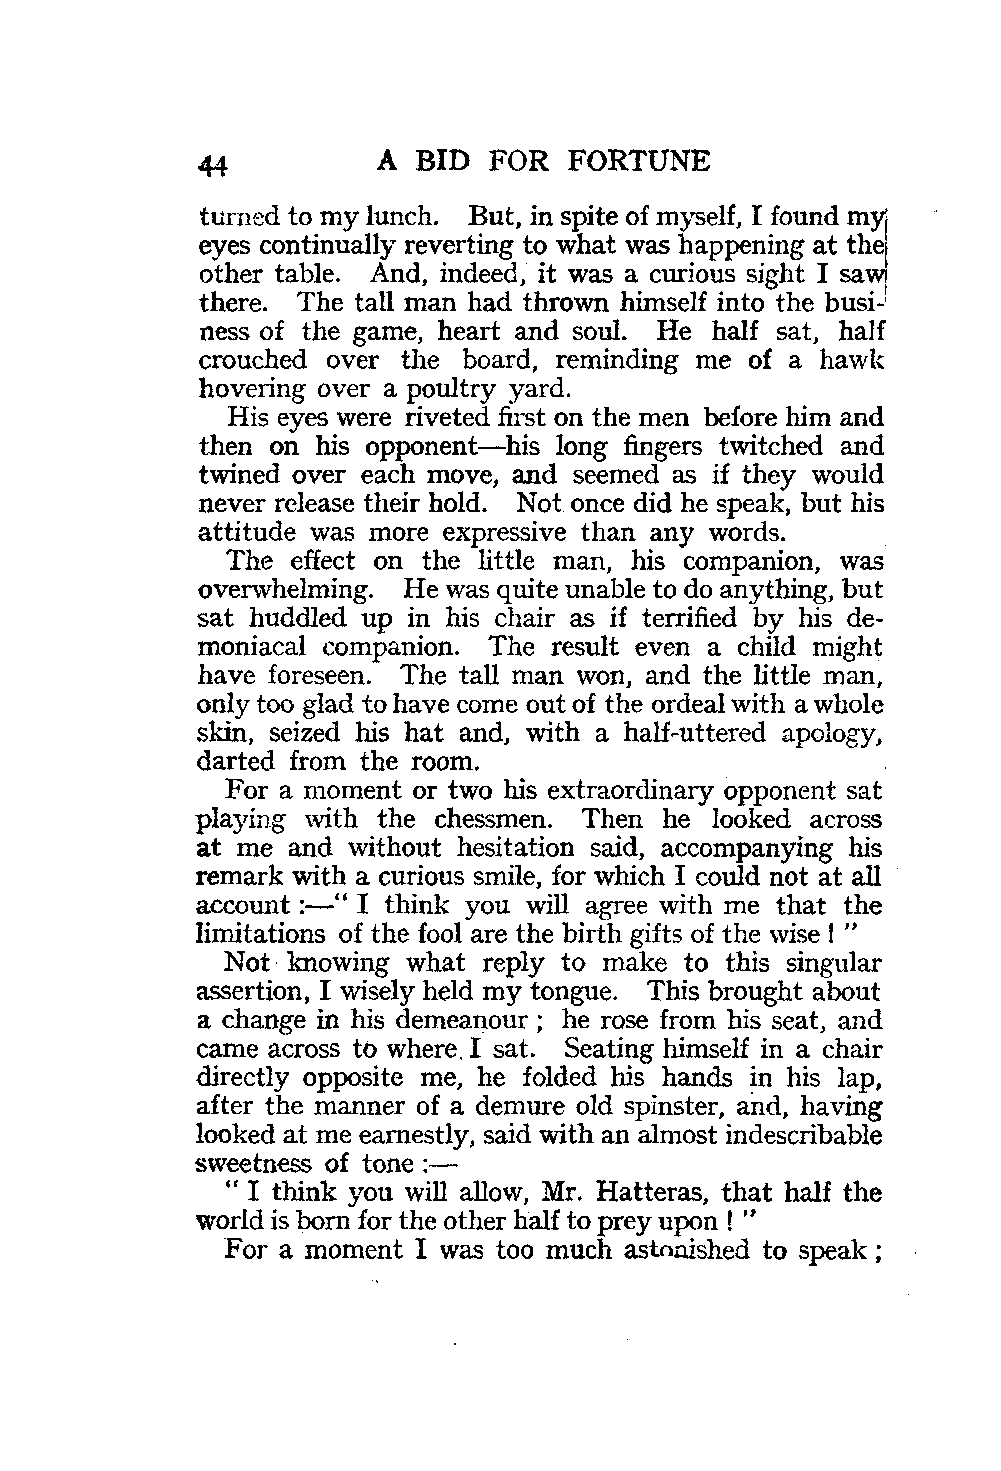 44 A BID FOR FORTUNE
turned to my lunch. But, in spite of myself, I found my
eyes continually reverting to what was happening at the
other table. And, indeed, it was a curious sight I saw
there. The tall man had thrown himself into the busi-
ness of the game, heart and soul. He half sat, half
crouched over the board, reminding me of a hawk
hovering over a poultry yard.
His eyes were riveted first on the men before him and
then on his opponent—his long fingers twitched and
twined over each move, and seemed as if they would
never release their hold. Not once did he speak, but his
attitude was more expressive than any words.
The effect on the little man, his companion, was
overwhelming. He was quite unable to do anything, but
sat huddled up in his chair as if terrified by his de-
moniacal companion. The result even a child might
have foreseen. The tall man won, and the little man,
only too glad to have come out of the ordeal with a whole
skin, seized his hat and, with a half-uttered apology,
darted from the room.
For a moment or two his extraordinary opponent sat
playing with the chessmen. Then he looked across
at me and without hesitation said, accompanying his
remark with a curious smile, for which I could not at all
account :—“ I think you will agree with me that the
limitations of the fool are the birth gifts of the wise ! ”
Not knowing what reply to make to this singular
assertion, I wisely held my tongue. This brought about
a change in his demeanour ; he rose from his seat, and
came across to where I sat. Seating himself in a chair
directly opposite me, he folded his hands in his lap,
after the manner of a demure old spinster, and, having
looked at me earnestly, said with an almost indescribable
sweetness of tone :—
“ I think you will allow, Mr. Hatteras, that half the
world is born for the other half to prey upon ! ”
For a moment I was too much astonished to speak ;